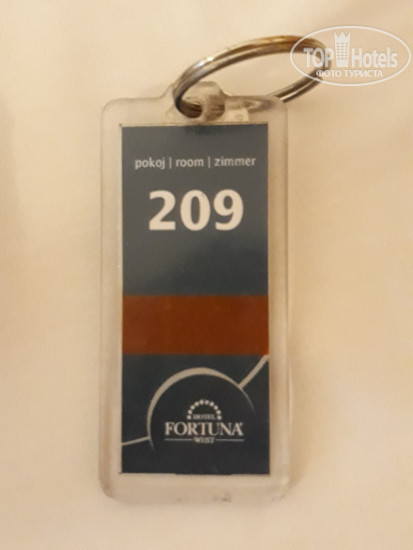 TOP Hotels
ФОТО ТУРИСТА
pokoj | room | zimmer
209
HOTEL
FORTUNA
WEST